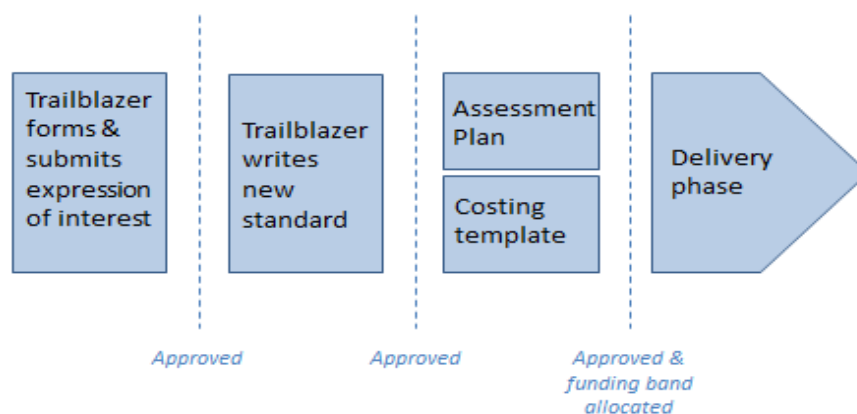 Trailblazer
forms &
submits
expression
of interest
Trailblazer
writes
new
standard
Assessment
Plan
Costing
template
Delivery
phase
Approved
Approved
Approved &
funding band
allocated